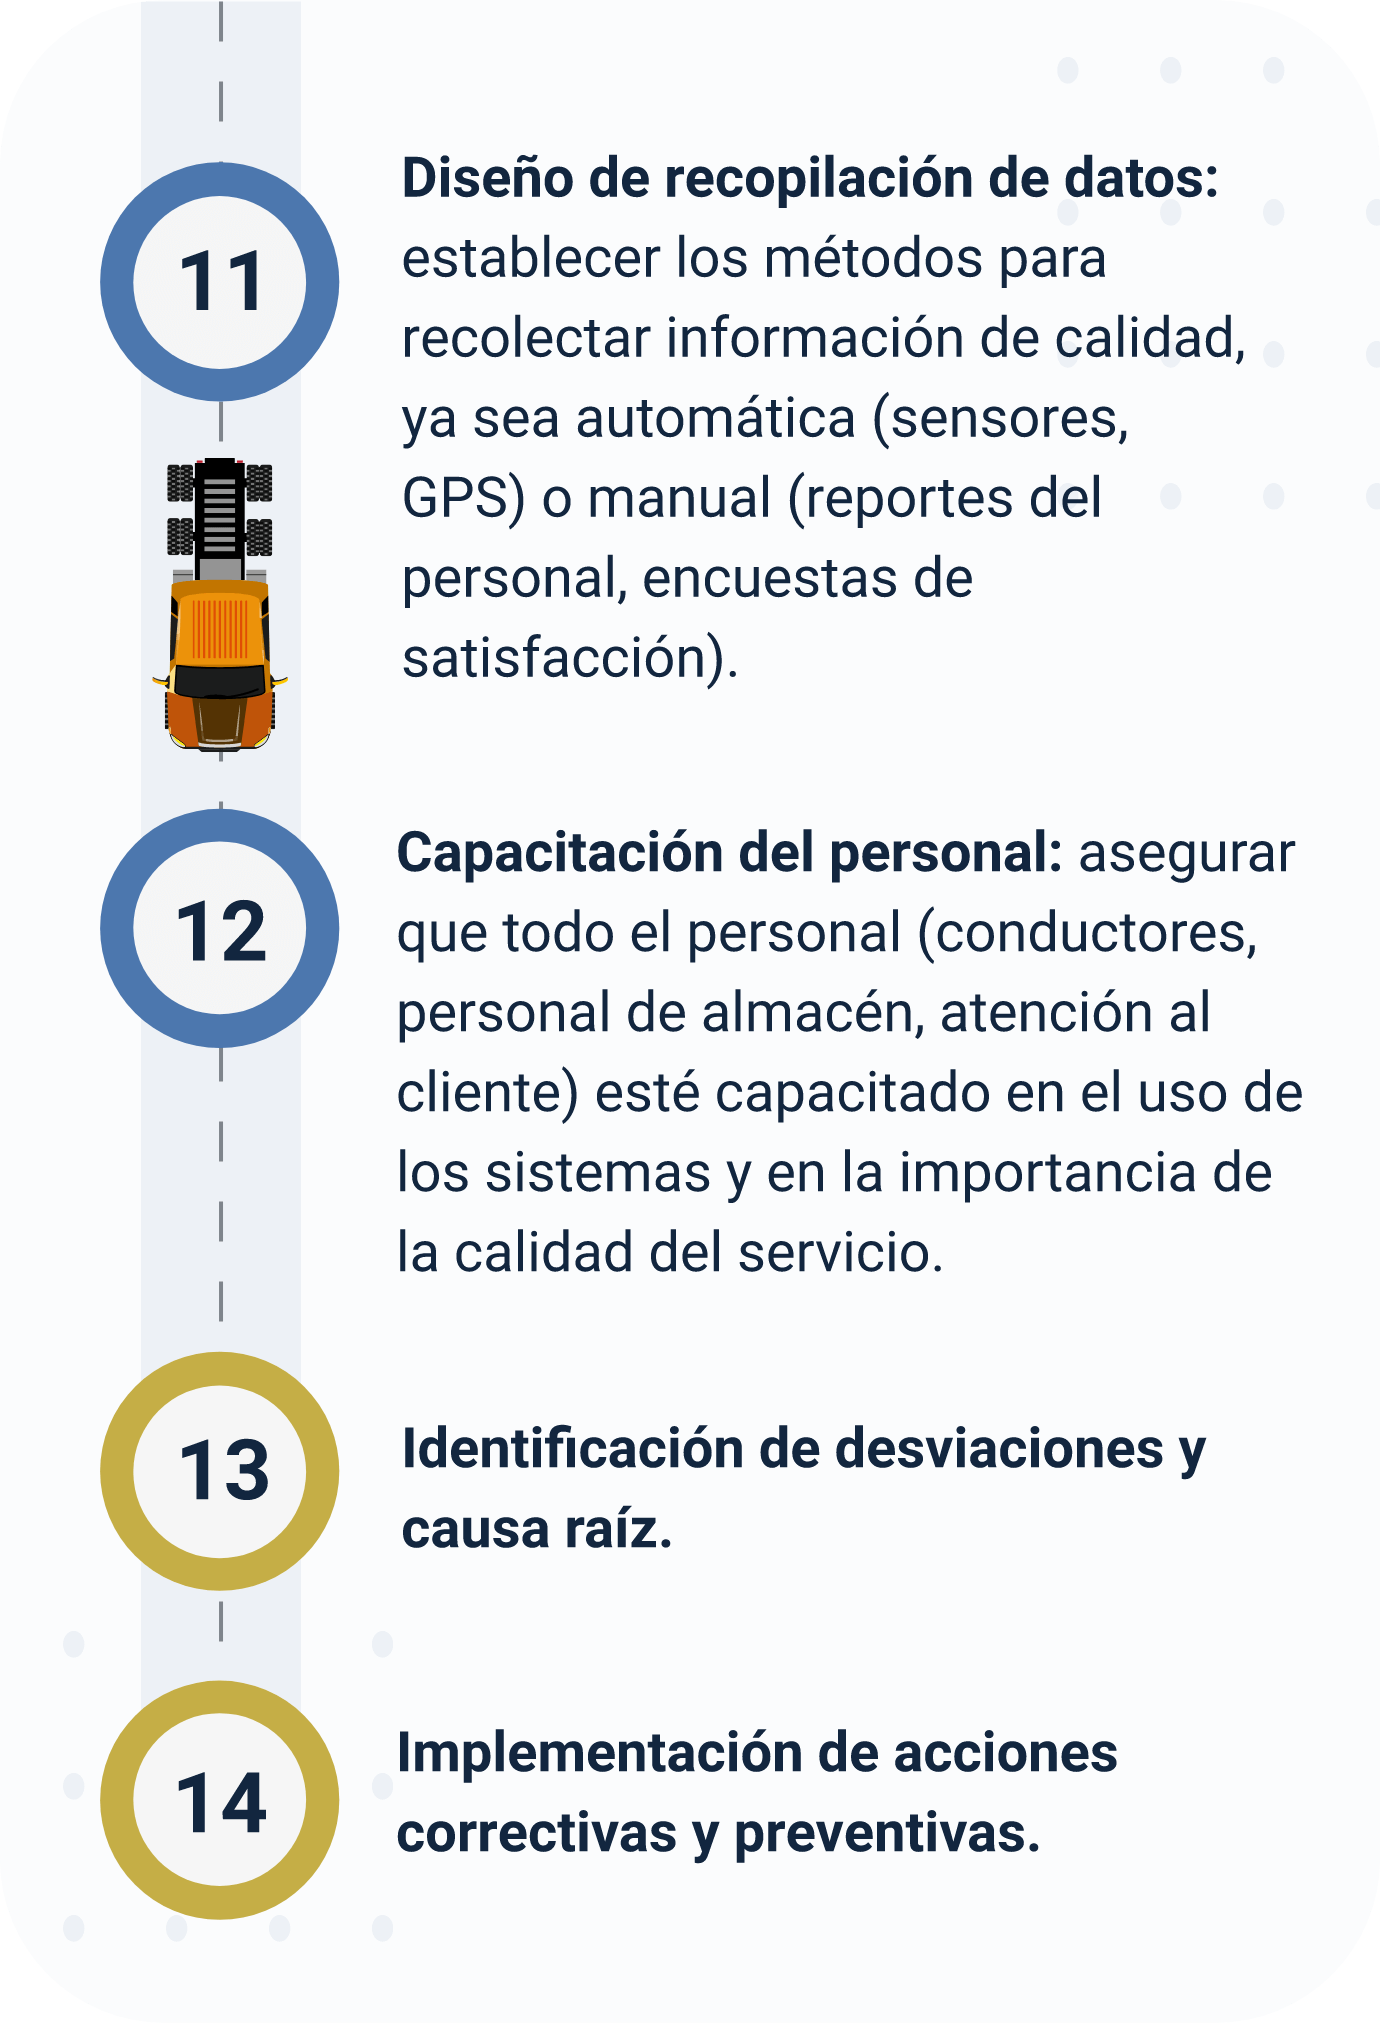 11
Diseño de recopilación de datos:
establecer los métodos para
recolectar información de calidad,
ya sea automática (sensores,
GPS) o manual (reportes del
personal, encuestas de
satisfacción).
12
Capacitación del personal: asegurar
que todo el personal (conductores,
personal de almacén, atención al
cliente) esté capacitado en el uso de
los sistemas y en la importancia de
la calidad del servicio.
13
Identificación de desviaciones y
causa raíz.
14
Implementación de acciones
correctivas y preventivas.